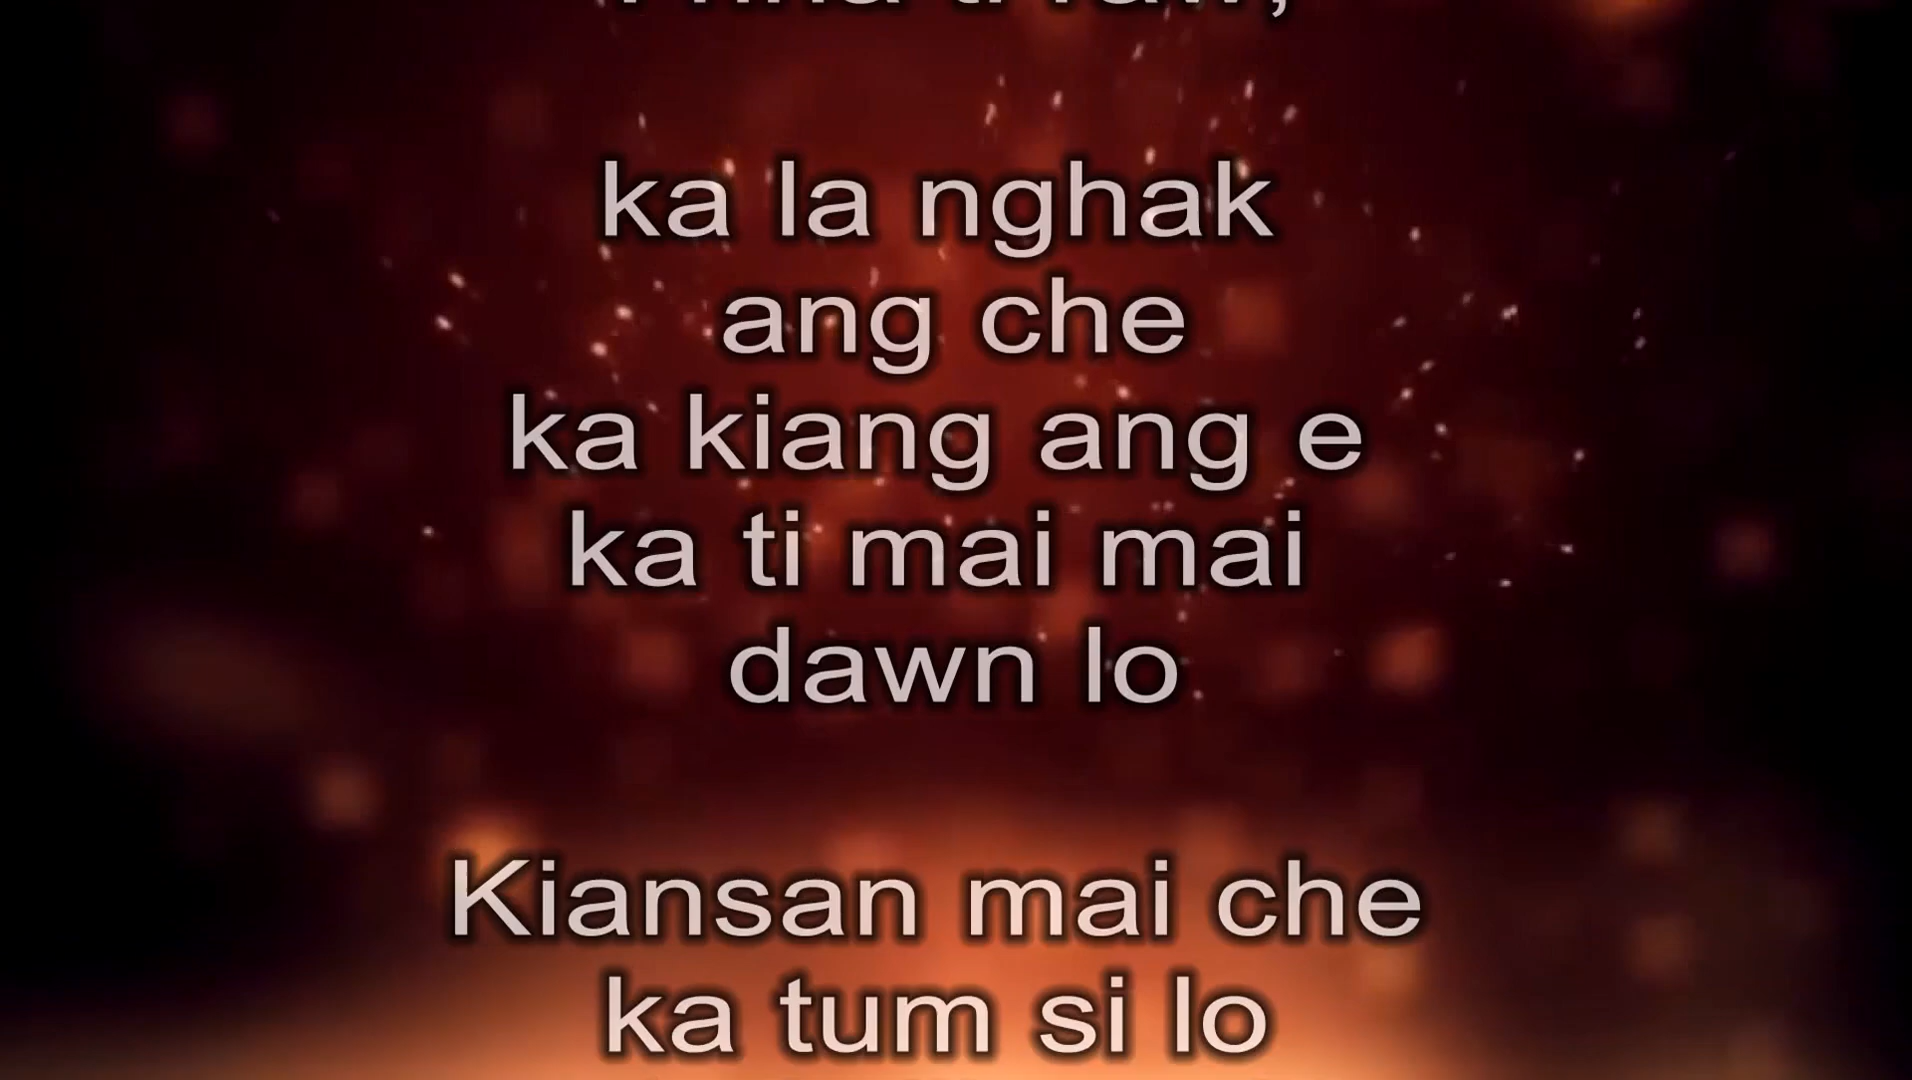 ka la nghak
ang che
ka kiang ang e
ka ti mai mai
dawn lo
Kiansan mai che
ka tum si lo